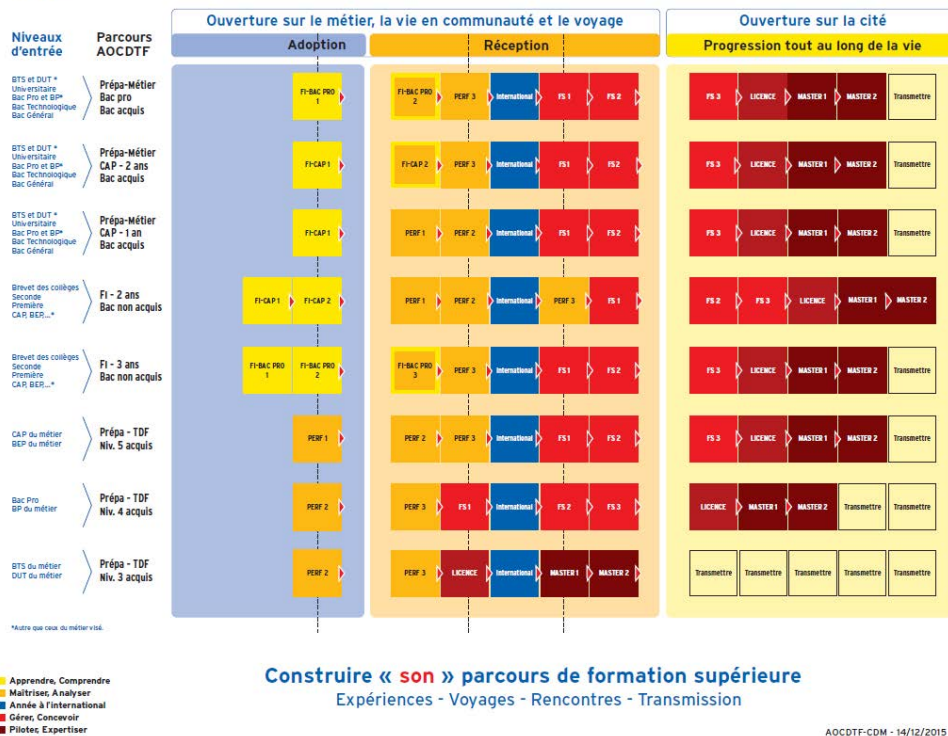 Ouverture sur le métier, la vie en communauté et le voyage
Ouverture sur la cité
Niveaux
d'entrée
Parcours
AOCDTF
Adoption
Réception
Progression tout au long de la vie
BTS et DUT *
Universitaire
Bac Pro et BP*
Bac Technologique
Bac Général
Prépa-Métier
Bac pro
Bac acquis
FI-BAC PRO
1
FI-BAC PRO
2
PERF 3
International
FS 1
FS 2
FS 3
LICENCE
MASTER 1
MASTER 2
Transmettre
BTS et DUT *
Universitaire
Bac Pro et BP*
Bac Technologique
Bac Général
Prépa-Métier
CAP - 2 ans
Bac acquis
FI-CAP 1
FI-CAP 2
PERF 3
International
FS1
FS2
FS 3
LICENCE
MASTER 1
MASTER 2
Transmettre
BTS et DUT *
Universitaire
Bac Pro et BP*
Bac Technologique
Bac Général
Prépa-Métier
CAP - 1 an
Bac acquis
FI-CAP 1
PERF 1
PERF 2
International
FS1
FS 2
FS 3
LICENCE
MASTER 1
MASTER 2
Transmettre
Brevet des collèges
Seconde
Première
CAP, BEP,...*
FI - 2 ans
Bac non acquis
FI-CAP 1
FI-CAP 2
PERF 1
PERF 2
International
PERF 3
FS 1
FS 2
FS 3
LICENCE
MASTER 1
MASTER 2
Brevet des collèges
Seconde
Première
CAP, BEP,...*
FI - 3 ans
Bac non acquis
FI-BAC PRO
1
FI-BAC PRO
2
FI-BAC PRO
3
PERF 3
International
FS1
FS 2
FS 3
LICENCE
MASTER 1
MASTER 2
Transmettre
CAP du métier
BEP du métier
Prépa - TDF
Niv. 5 acquis
PERF 1
PERF 2
PERF 3
International
FS1
FS 2
FS 3
LICENCE
MASTER 1
MASTER 2
Transmettre
Bac Pro
BP du métier
Prépa - TDF
Niv. 4 acquis
PERF 2
PERF 3
FS 1
International
FS 2
FS 3
LICENCE
MASTER 1
MASTER 2
Transmettre
Transmettre
BTS du métier
DUT du métier
Prépa - TDF
Niv. 3 acquis
PERF 2
PERF 3
LICENCE
International
MASTER 1
MASTER 2
Transmettre
Transmettre
Transmettre
Transmettre
Transmettre
*Autre que ceux du métier visé.
Construire « son » parcours de formation supérieure
Expériences - Voyages - Rencontres - Transmission
Apprendre, Comprendre
Maîtriser, Analyser
Année à l'international
Gérer, Concevoir
Piloter, Expertiser
AOCDTF-CDM - 14/12/2015